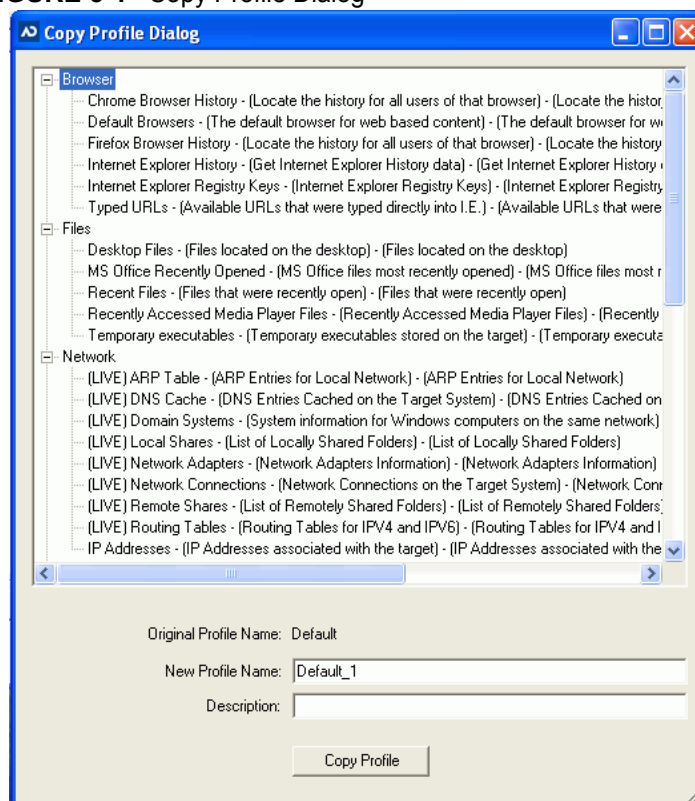 Copy Profile Dialog
Copy Profile Dialog
Browser
Chrome Browser History - (Locate the history for all users of that browser) - (Locate the histor
Default Browsers - (The default browser for web based content) - (The default browser for w
Firefox Browser History - (Locate the history for all users of that browser) - (Locate the history
Internet Explorer History - (Get Internet Explorer History data) - (Get Internet Explorer History
Internet Explorer Registry Keys - (Internet Explorer Registry Keys) - (Internet Explorer Registry
Typed URLs - (Available URLs that were typed directly into I.E.) - (Available URLs that were
Files
Desktop Files - (Files located on the desktop) - (Files located on the desktop)
MS Office Recently Opened - (MS Office files most recently opened) - (MS Office files most r
Recent Files - (Files that were recently open) - (Files that were recently open)
Recently Accessed Media Player Files - (Recently Accessed Media Player Files) - (Recently
Temporary executables - (Temporary executables stored on the target) - (Temporary executa
Network
(LIVE) ARP Table - (ARP Entries for Local Network) - (ARP Entries for Local Network)
(LIVE) DNS Cache - (DNS Entries Cached on the Target System) - (DNS Entries Cached on
(LIVE) Domain Systems - (System information for Windows computers on the same network)
(LIVE) Local Shares - (List of Locally Shared Folders) - (List of Locally Shared Folders)
(LIVE) Network Adapters - (Network Adapters Information) - (Network Adapters Information)
(LIVE) Network Connections - (Network Connections on the Target System) - (Network Conn
(LIVE) Remote Shares - (List of Remotely Shared Folders) - (List of Remotely Shared Folders)
(LIVE) Routing Tables - (Routing Tables for IPV4 and IPV6) - (Routing Tables for IPV4 and I
IP Addresses - (IP Addresses associated with the target) - (IP Addresses associated with the
Original Profile Name: Default
New Profile Name: Default_1
Description:
Copy Profile